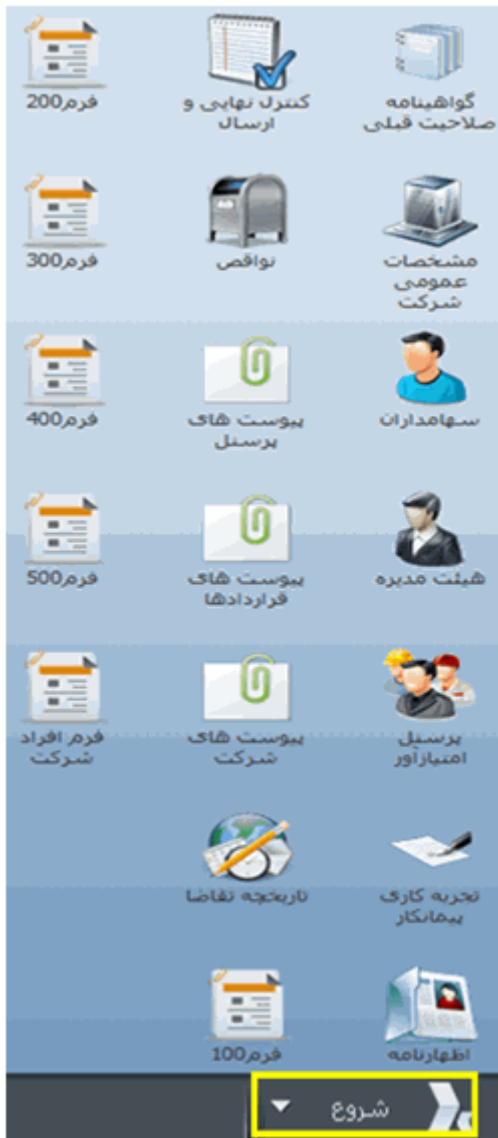 گواهینامه
صلاحیت قبلی
کنترل نهایی و
ارسال
فرم200
مشخصات
عمومی
شرکت
نواقص
فرم300
سهامداران
پیوست های
پرسنل
فرم400
هیئت مدیره
پیوست های
قراردادها
فرم500
پرسنل
امتیازآور
پیوست های
شرکت
فرم افراد
شرکت
تجربه کاری
پیمانکار
تاریخچه تقاضا
اظهارنامه
فرم100
شروع